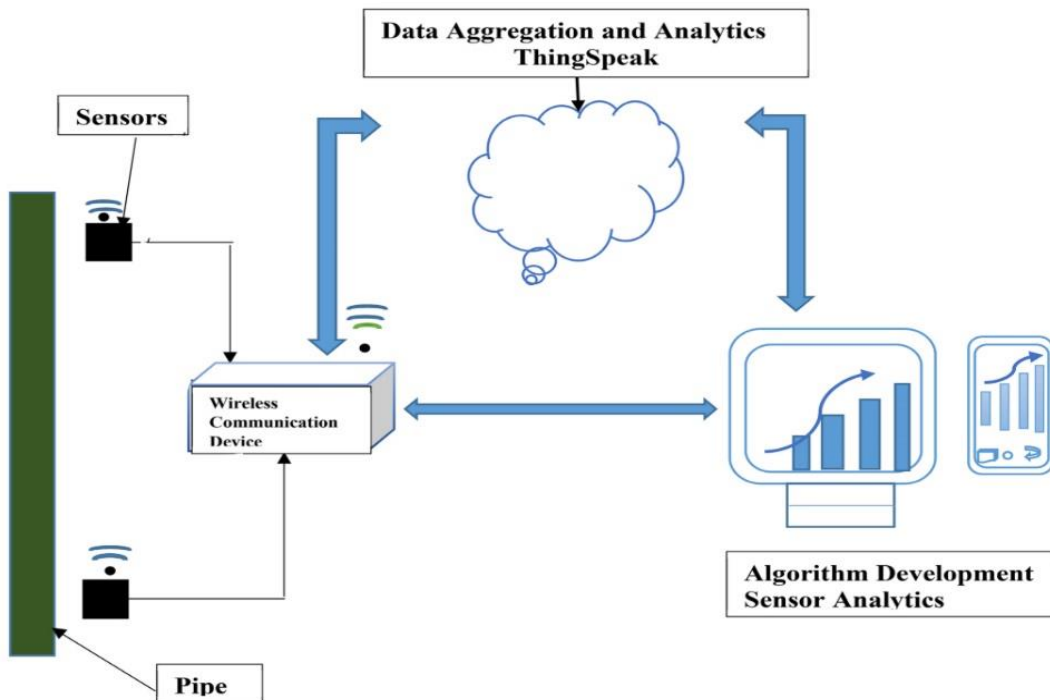 Data Aggregation and Analytics
ThingSpeak
Sensors
Wireless
Communication
Device
Algorithm Development
Sensor Analytics
Pipe